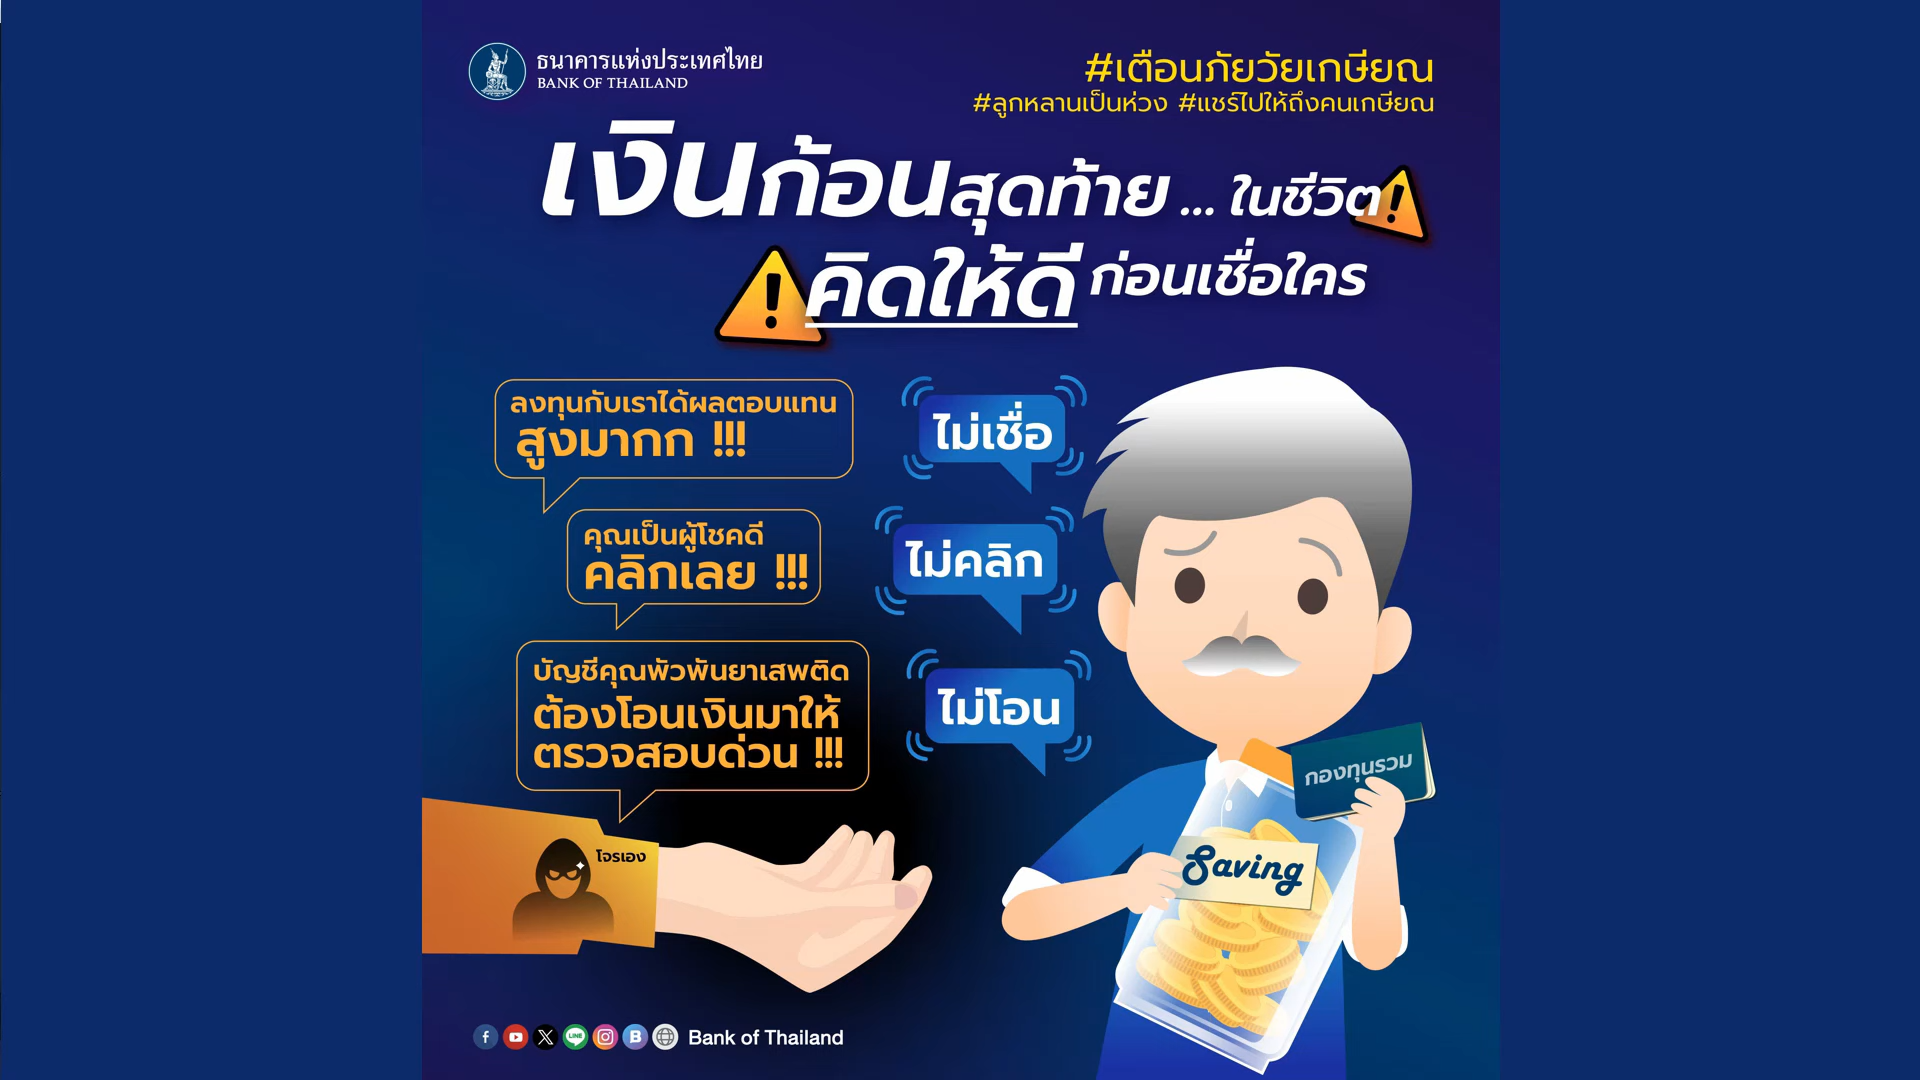 ธนาคารแห่งประเทศไทย
BANK OF THAILAND
#เตือนภัยวัยเกษียณ
#ลูกหลานเป็นห่วง #แชร์ไปให้ถึงคนเกษียณ
เงินก้อนสุดท้าย ... ในชีวิต
คิดให้ดี ก่อนเชื่อใคร
ลงทุนกับเราได้ผลตอบแทน
สูงมากก !!!
ไม่เชื่อ
คุณเป็นผู้โชคดี
คลิกเลย !!!
ไม่คลิก
บัญชีคุณพัวพันยาเสพติด
ต้องโอนเงินมาให้
ตรวจสอบด่วน !!!
ไม่โอน
กองทุนรวม
Saving
โจรเอง
Bank of Thailand